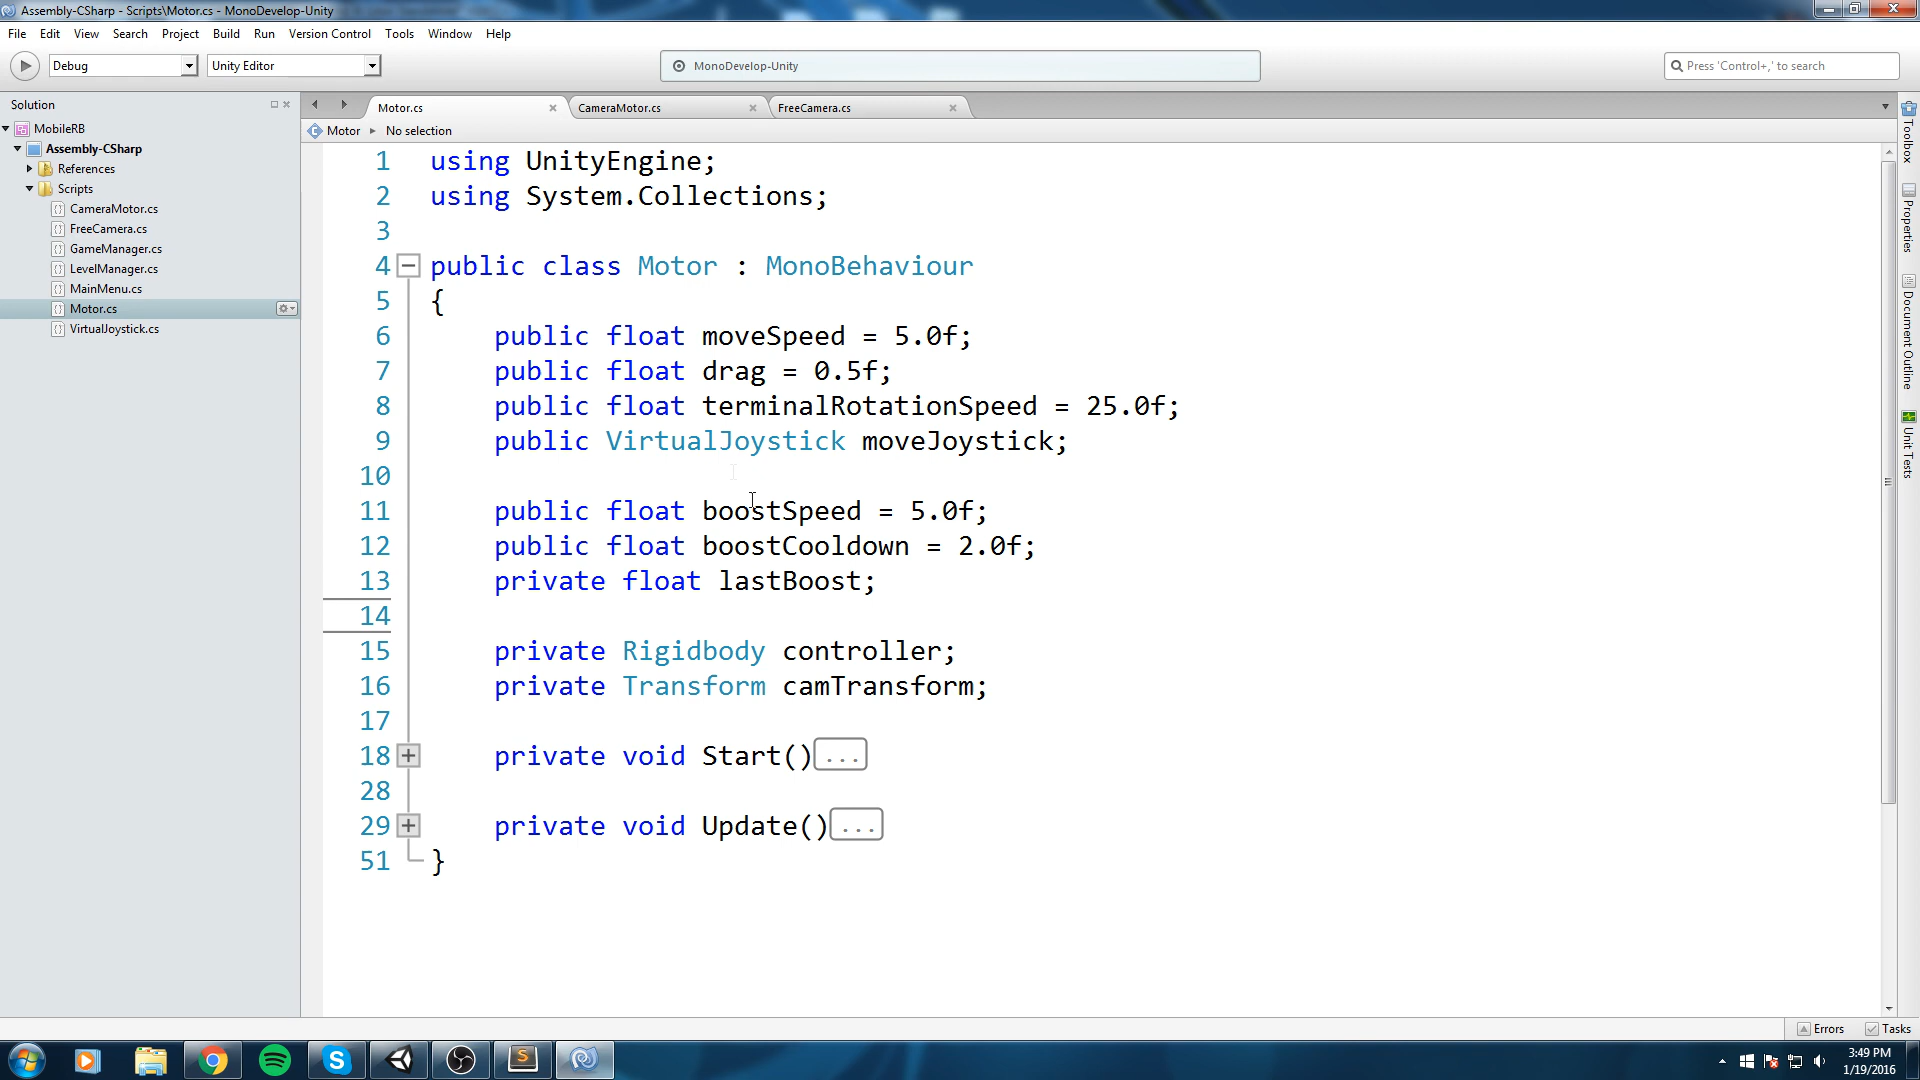 Assembly-CSharp - Scripts\Motor.cs - MonoDevelop-Unity
File Edit View Search Project Build Run Version Control Tools Window Help
Debug Unity Editor MonoDevelop-Unity Press 'Control+,' to search
Solution
MobileRB
Assembly-CSharp
References
Scripts
CameraMotor.cs
FreeCamera.cs
GameManager.cs
LevelManager.cs
MainMenu.cs
Motor.cs
VirtualJoystick.cs
Motor.cs CameraMotor.cs FreeCamera.cs
Motor No selection
1 using UnityEngine;
2 using System.Collections;
3
4 public class Motor : MonoBehaviour
5 {
6 public float moveSpeed = 5.0f;
7 public float drag = 0.5f;
8 public float terminalRotationSpeed = 25.0f;
9 public VirtualJoystick moveJoystick;
10
11 public float boostSpeed = 5.0f;
12 public float boostCooldown = 2.0f;
13 private float lastBoost;
14
15 private Rigidbody controller;
16 private Transform camTransform;
17
18 private void Start()...
28
29 private void Update()...
51 }
Toolbox
Properties
Document Outline
Unit Tests
Errors Tasks
3:49 PM
1/19/2016